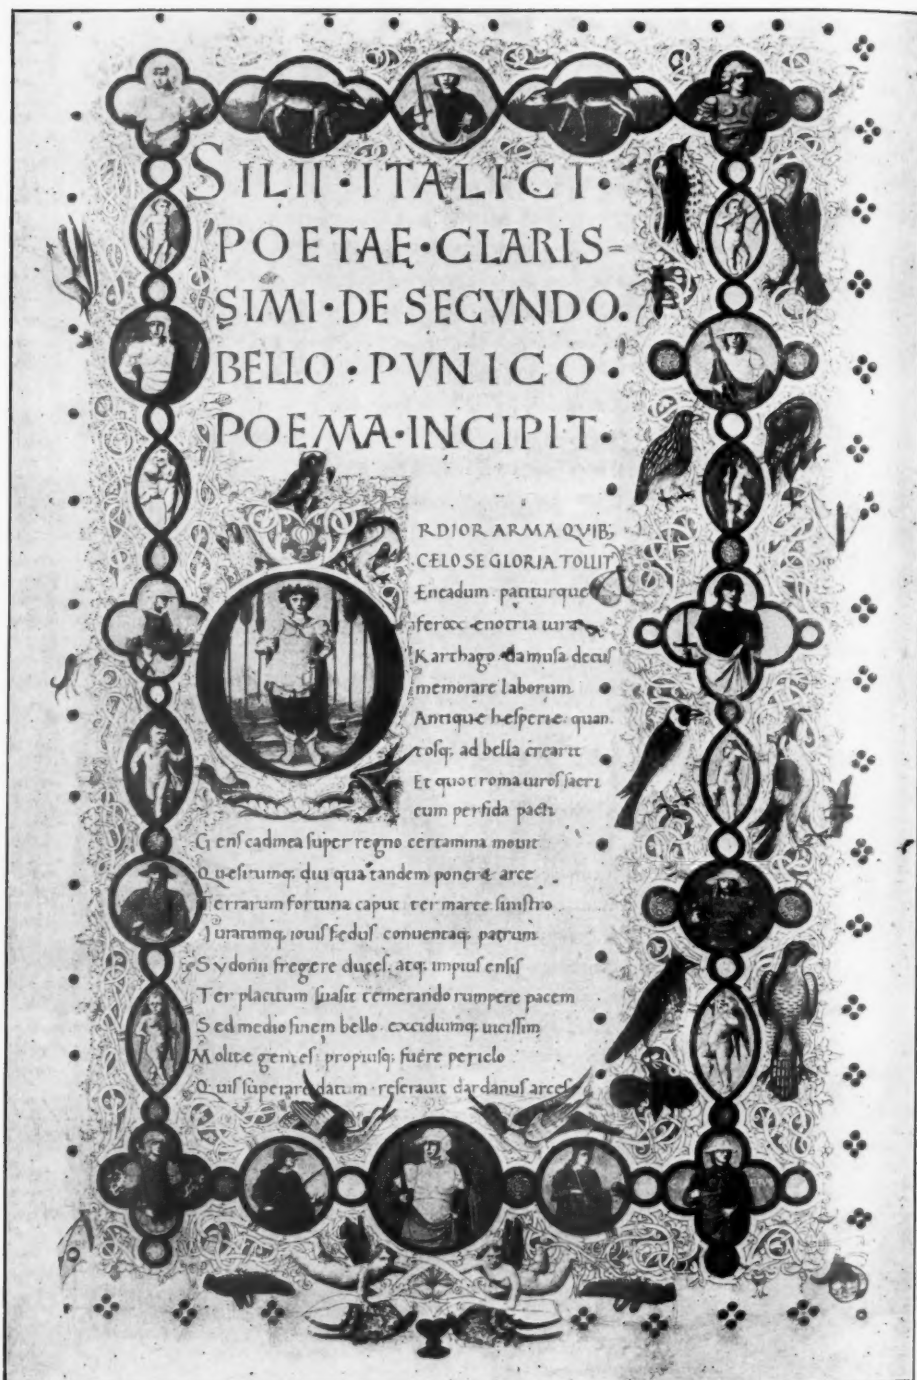 SILII · ITALICI ·
POETAE · CLARIS=
SIMI · DE SECVNDO.
BELLO · PVNICO ·
POEMA · INCIPIT ·
RDIOR ARMA QVIB;
CELO SE GLORIA TOLLIT
Eneadum patiturque
ferox enotria iura
Karthago da musa decus
memorare laborum
Antique hesperie quan
tosq; ad bella crearit
Et quot roma uiros sacri
cum perfida pacti
Gens cadmea super regno certamina mouit
Quesitumq; diu qua tandem poneret arce
Terrarum fortuna caput ter marte sinistro
Iuratumq; iouis fedus conuentaq; patrum
Sydonii fregere duces. atq; impius ensis
Ter placitum suasit temerando rumpere pacem
Sed medio finem bello excidiumq; uicissim
Molite gentes propiusq; fuere periclo
Quis superare datum reserauit dardanus arces